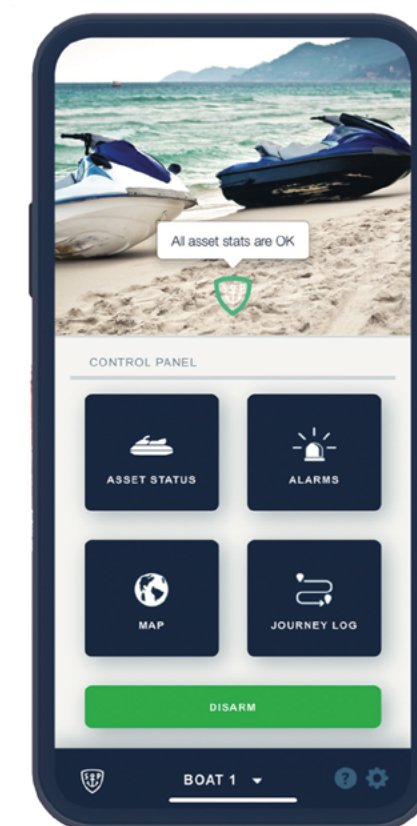 All asset stats are OK
CONTROL PANEL
ASSET STATUS
ALARMS
MAP
JOURNEY LOG
DISARM
BOAT 1
?